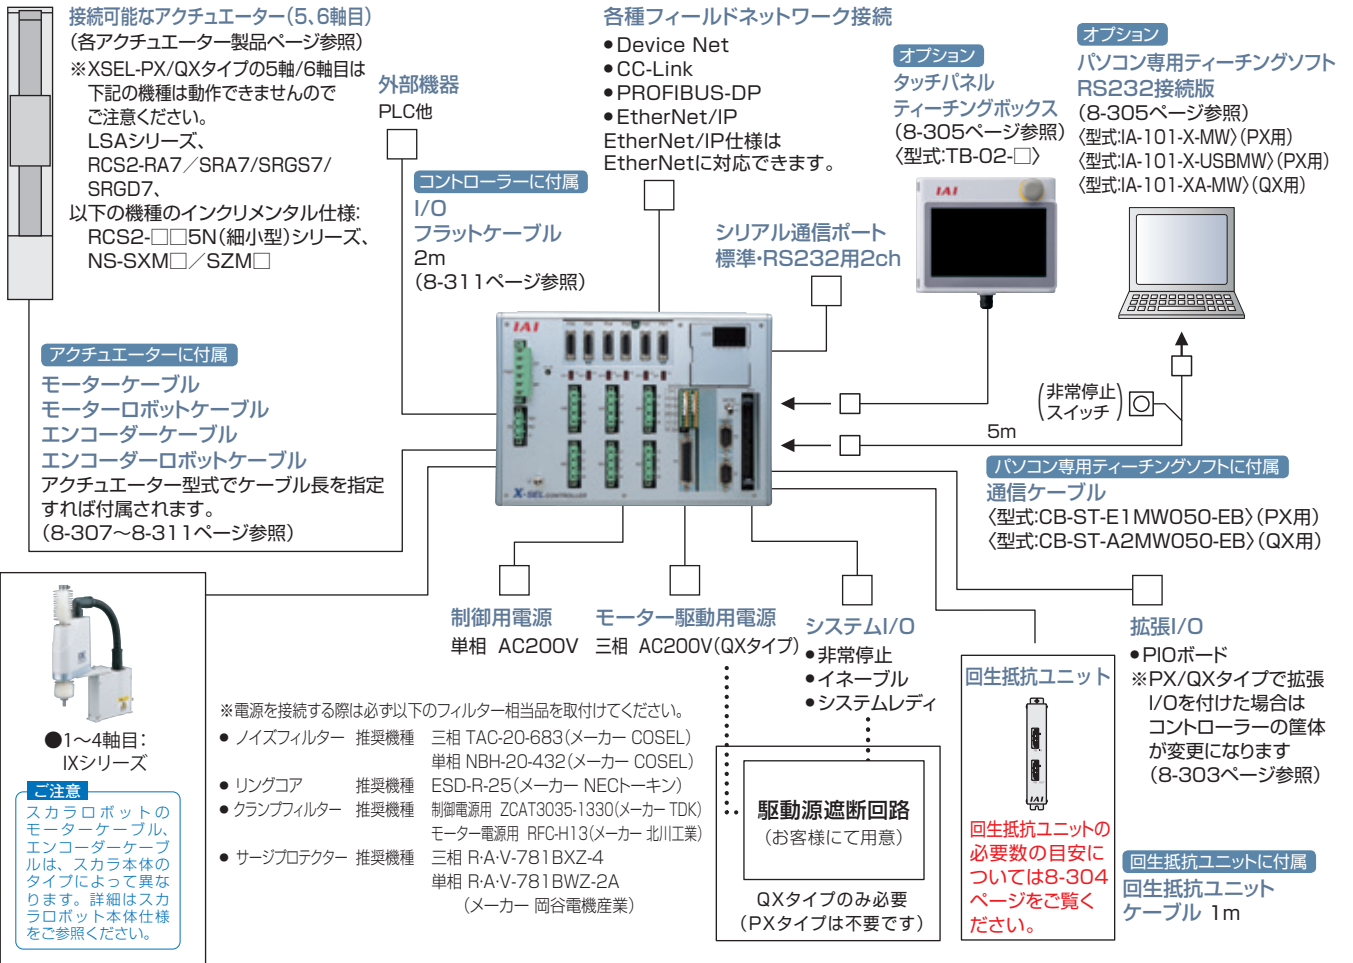 接続可能なアクチュエーター(5、6軸目)
(各アクチュエーター製品ページ参照)
※XSEL-PX/QXタイプの5軸/6軸目は
下記の機種は動作できませんので
ご注意ください。
LSAシリーズ、
RCS2-RA7／SRA7/SRGS7/
SRGD7、
以下の機種のインクリメンタル仕様:
RCS2-□□5N(細小型)シリーズ、
NS-SXM□／SZM□
外部機器
PLC他
コントローラーに付属
I/O
フラットケーブル
2m
(8-311ページ参照)
各種フィールドネットワーク接続
●Device Net
●CC-Link
●PROFIBUS-DP
●EtherNet/IP
EtherNet/IP仕様は
EtherNetに対応できます。
シリアル通信ポート
標準・RS232用2ch
オプション
タッチパネル
ティーチングボックス
(8-305ページ参照)
〈型式:TB-02-□〉
IAI
オプション
パソコン専用ティーチングソフト
RS232接続版
(8-305ページ参照)
〈型式:IA-101-X-MW〉(PX用)
〈型式:IA-101-X-USBMW〉(PX用)
〈型式:IA-101-XA-MW〉(QX用)
(非常停止
スイッチ)
5m
パソコン専用ティーチングソフトに付属
通信ケーブル
〈型式:CB-ST-E1MW050-EB〉(PX用)
〈型式:CB-ST-A2MW050-EB〉(QX用)
アクチュエーターに付属
モーターケーブル
モーターロボットケーブル
エンコーダーケーブル
エンコーダーロボットケーブル
アクチュエーター型式でケーブル長を指定
すれば付属されます。
(8-307～8-311ページ参照)
IAI
X-SEL CONTROLLER
●1～4軸目:
IXシリーズ
ご注意
スカラロボットの
モーターケーブル、
エンコーダーケーブ
ルは、スカラ本体の
タイプによって異な
ります。詳細はスカ
ラロボット本体仕様
をご参照ください。
制御用電源
単相 AC200V
モーター駆動用電源
三相 AC200V(QXタイプ)
システムI/O
●非常停止
●イネーブル
●システムレディ
※電源を接続する際は必ず以下のフィルター相当品を取付けてください。
● ノイズフィルター 推奨機種 三相 TAC-20-683(メーカー COSEL)
単相 NBH-20-432(メーカー COSEL)
● リングコア 推奨機種 ESD-R-25(メーカー NECトーキン)
● クランプフィルター 推奨機種 制御電源用 ZCAT3035-1330(メーカー TDK)
モーター電源用 RFC-H13(メーカー 北川工業)
● サージプロテクター 推奨機種 三相 R・A・V-781BXZ-4
単相 R・A・V-781BWZ-2A
(メーカー 岡谷電機産業)
駆動源遮断回路
(お客様にて用意)
QXタイプのみ必要
(PXタイプは不要です)
回生抵抗ユニット
IAI
回生抵抗ユニットの
必要数の目安に
ついては8-304
ページをご覧く
ださい。
拡張I/O
●PIOボード
※PX/QXタイプで拡張
I/Oを付けた場合は
コントローラーの筐体
が変更になります
(8-303ページ参照)
回生抵抗ユニットに付属
回生抵抗ユニット
ケーブル 1m